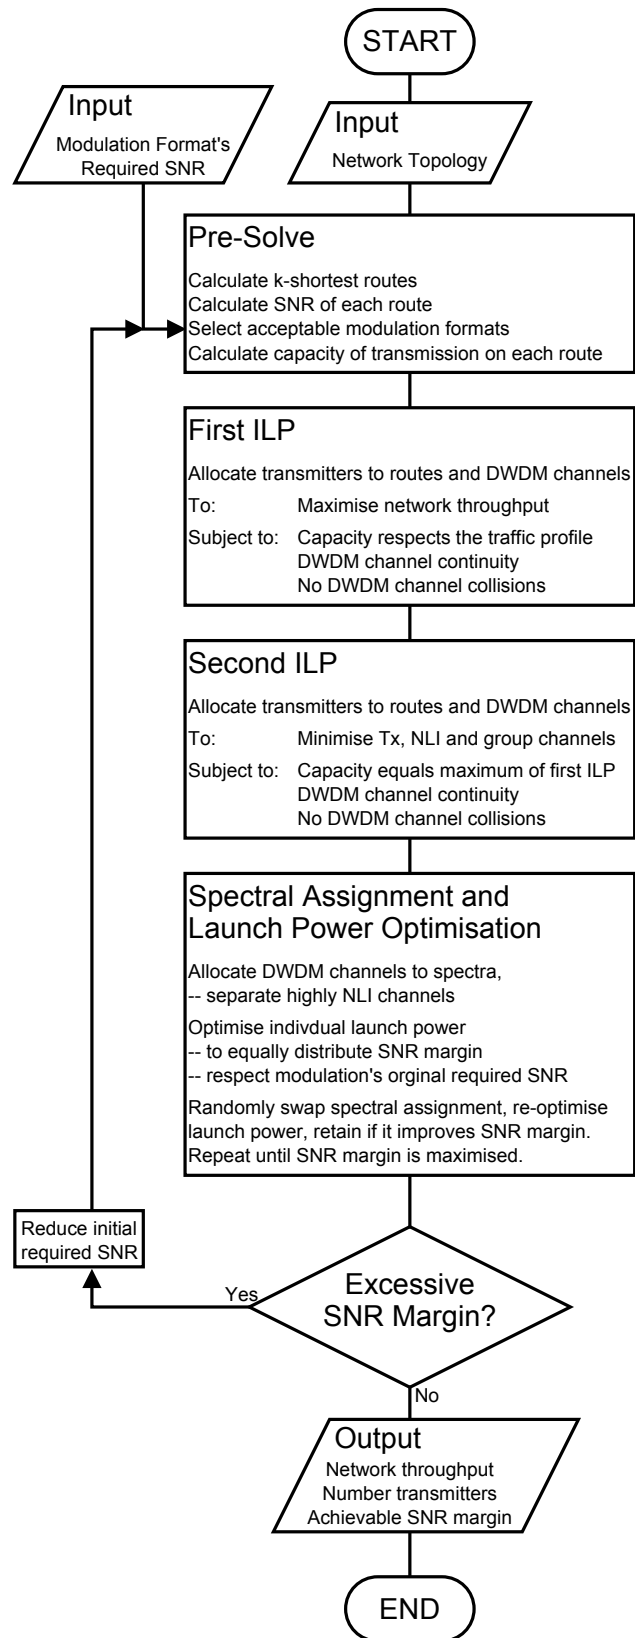 START
Input
Modulation Format's
Required SNR
Input
Network Topology
Pre-Solve
Calculate k-shortest routes
Calculate SNR of each route
Select acceptable modulation formats
Calculate capacity of transmission on each route
First ILP
Allocate transmitters to routes and DWDM channels
To: Maximise network throughput
Subject to: Capacity respects the traffic profile
DWDM channel continuity
No DWDM channel collisions
Second ILP
Allocate transmitters to routes and DWDM channels
To: Minimise Tx, NLI and group channels
Subject to: Capacity equals maximum of first ILP
DWDM channel continuity
No DWDM channel collisions
Spectral Assignment and
Launch Power Optimisation
Allocate DWDM channels to spectra,
-- separate highly NLI channels
Optimise indivdual launch power
-- to equally distribute SNR margin
-- respect modulation's orginal required SNR
Randomly swap spectral assignment, re-optimise
launch power, retain if it improves SNR margin.
Repeat until SNR margin is maximised.
Reduce initial
required SNR
Yes
Excessive
SNR Margin?
No
Output
Network throughput
Number transmitters
Achievable SNR margin
END